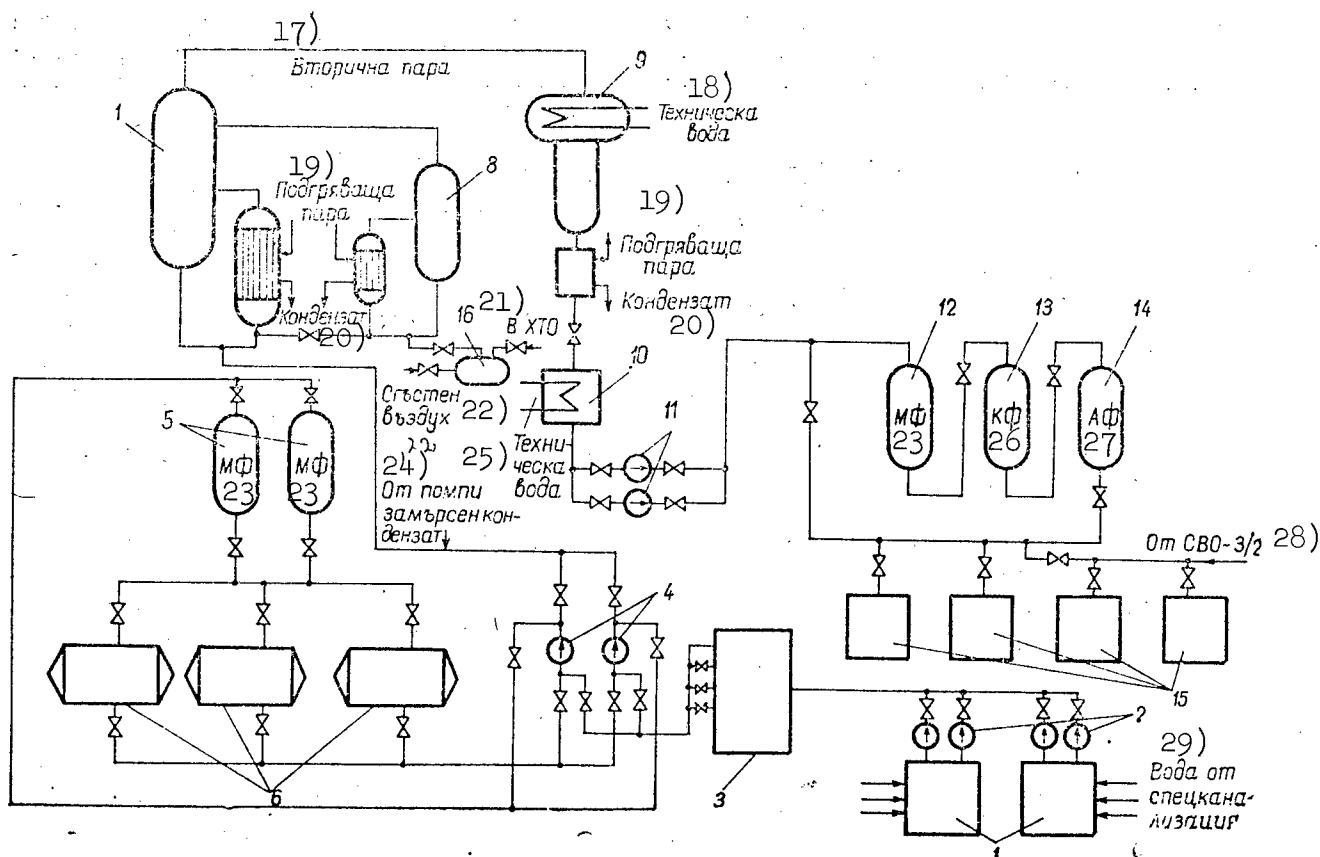 17)
Вторична пара
9
18)
Техническа
вода
1
19)
Подгряваща
пара
8
19)
Подгряваща
пара
Кондензат
20)
Кондензат
20)
21)
16
В ХТО
10
12
13
14
Сгъстен
въздух 22)
11
5
МФ
23
МФ
23
МФ
23
КФ
26
АФ
27
24)
25)
Техни-
ческа
вода
От помпи
замърсен кон-
дензат
От СВО-3/2 28)
4
15
6
3
2
29)
Вода от
спецкана-
лизация
1